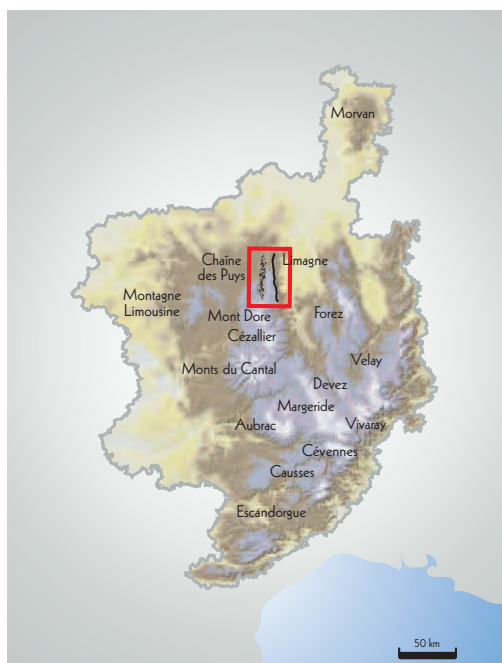 Morvan
Chaîne
des Puys
Limagne
Montagne
Limousine
Mont Dore
Forez
Cézallier
Velay
Monts du Cantal
Devez
Margeride
Aubrac
Vivaray
Cévennes
Causses
Escandorgue
50 km